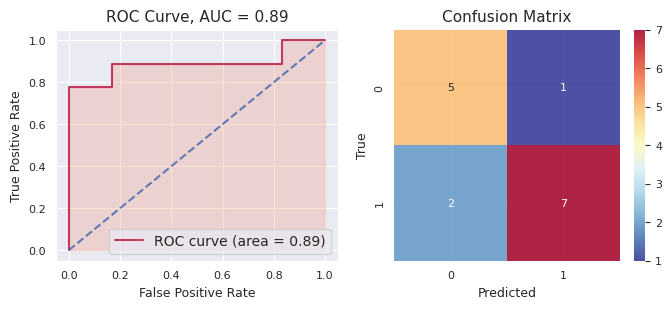 ROC Curve, AUC = 0.89
1.0
0.8
0.6
0.4
0.2
0.0
True Positive Rate
0.0 0.2 0.4 0.6 0.8 1.0
False Positive Rate
ROC curve (area = 0.89)
Confusion Matrix
True
0
1
5 1
2 7
0 1
Predicted
7
6
5
4
3
2
1